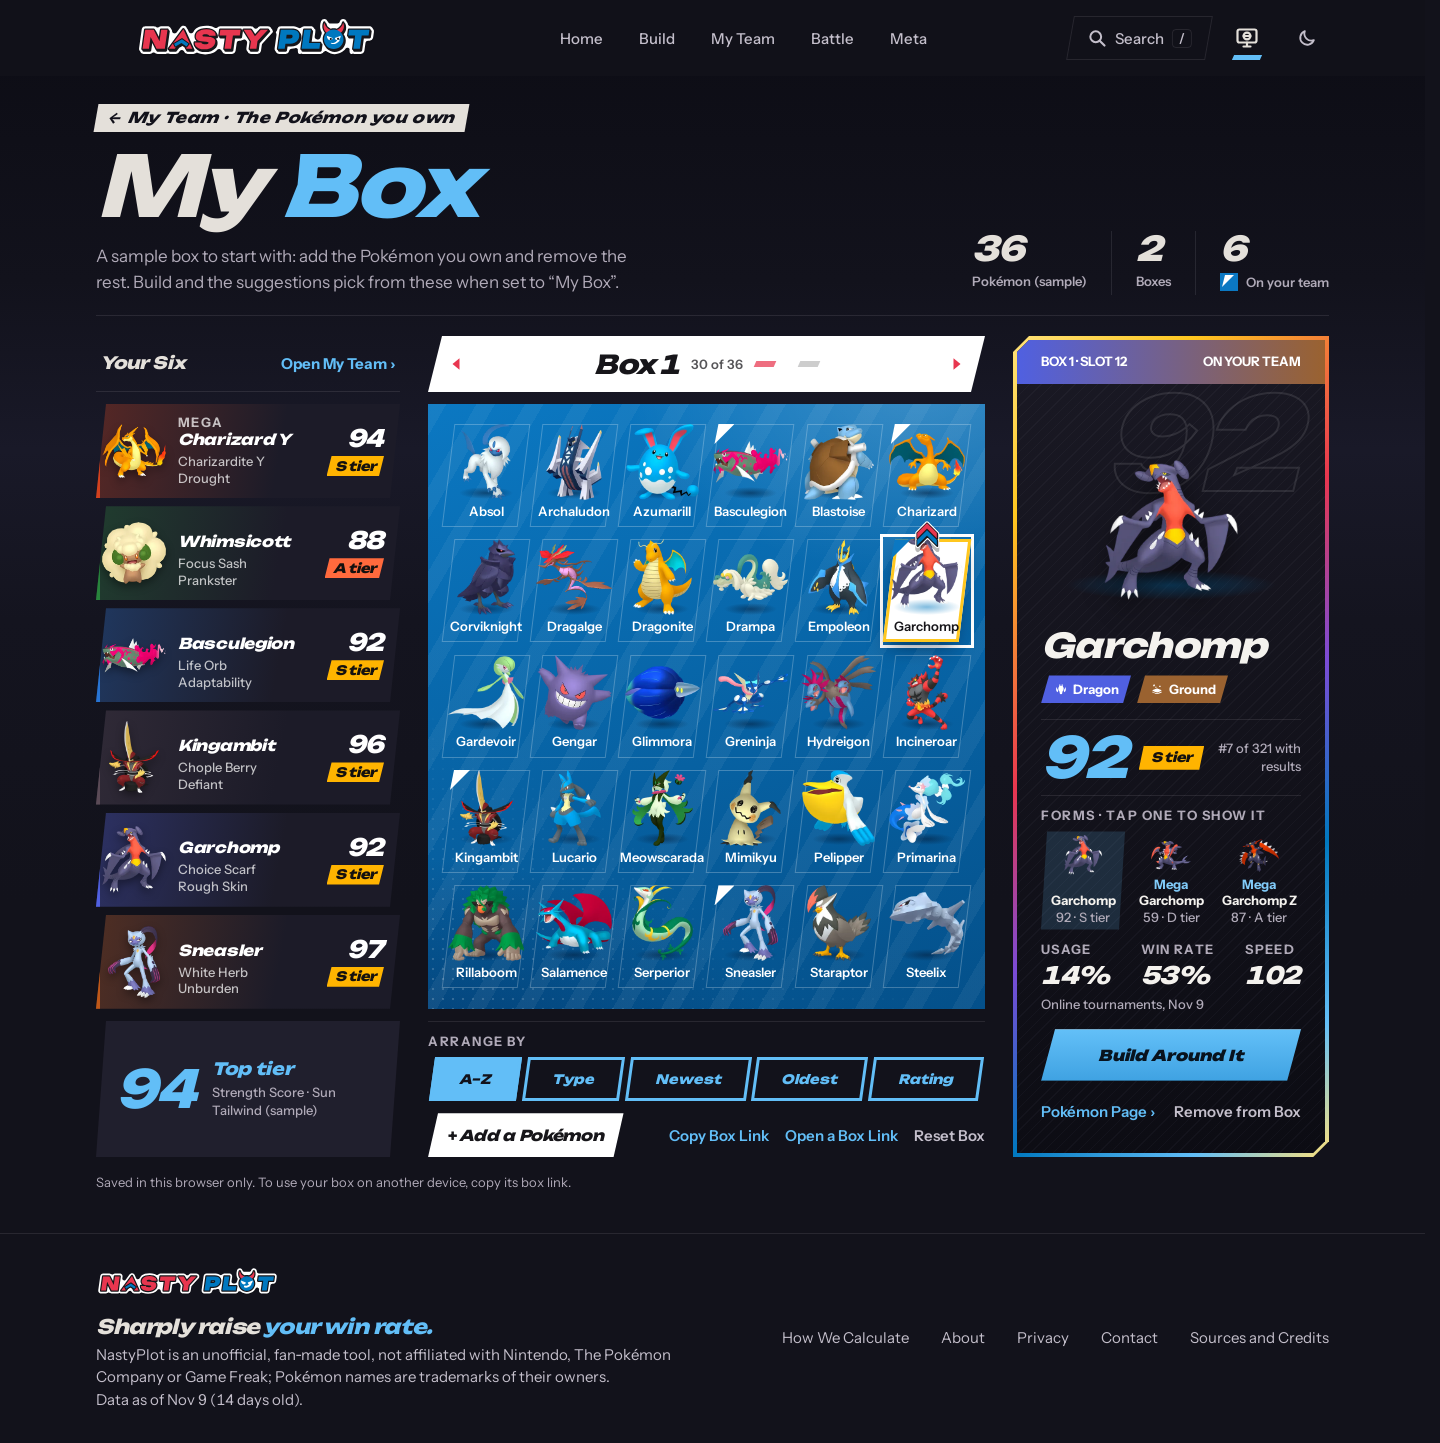 NASTY PLOT
Home
Build
My Team
Battle
Meta
Search /
← My Team · The Pokémon you own
My Box
A sample box to start with: add the Pokémon you own and remove the
rest. Build and the suggestions pick from these when set to “My Box”.
36
Pokémon (sample)
2
Boxes
6
On your team
Your Six
Open My Team ›
MEGA
Charizard Y
Charizardite Y
Drought
94
S tier
Whimsicott
Focus Sash
Prankster
88
A tier
Basculegion
Life Orb
Adaptability
92
S tier
Kingambit
Chople Berry
Defiant
96
S tier
Garchomp
Choice Scarf
Rough Skin
92
S tier
Sneasler
White Herb
Unburden
97
S tier
94
Top tier
Strength Score · Sun
Tailwind (sample)
Box 1
30 of 36
Absol
Archaludon
Azumarill
Basculegion
Blastoise
Charizard
Corviknight
Dragalge
Dragonite
Drampa
Empoleon
Garchomp
Gardevoir
Gengar
Glimmora
Greninja
Hydreigon
Incineroar
Kingambit
Lucario
Meowscarada
Mimikyu
Pelipper
Primarina
Rillaboom
Salamence
Serperior
Sneasler
Staraptor
Steelix
ARRANGE BY
A–Z
Type
Newest
Oldest
Rating
+ Add a Pokémon
Copy Box Link
Open a Box Link
Reset Box
BOX 1 · SLOT 12
ON YOUR TEAM
92
Garchomp
Dragon
Ground
92
S tier
#7 of 321 with
results
FORMS · TAP ONE TO SHOW IT
Garchomp
92 · S tier
Mega
Garchomp
59 · D tier
Mega
Garchomp Z
87 · A tier
USAGE
14%
WIN RATE
53%
SPEED
102
Online tournaments, Nov 9
Build Around It
Pokémon Page ›
Remove from Box
Saved in this browser only. To use your box on another device, copy its box link.
NASTY PLOT
Sharply raise your win rate.
NastyPlot is an unofficial, fan-made tool, not affiliated with Nintendo, The Pokémon
Company or Game Freak; Pokémon names are trademarks of their owners.
Data as of Nov 9 (14 days old).
How We Calculate
About
Privacy
Contact
Sources and Credits